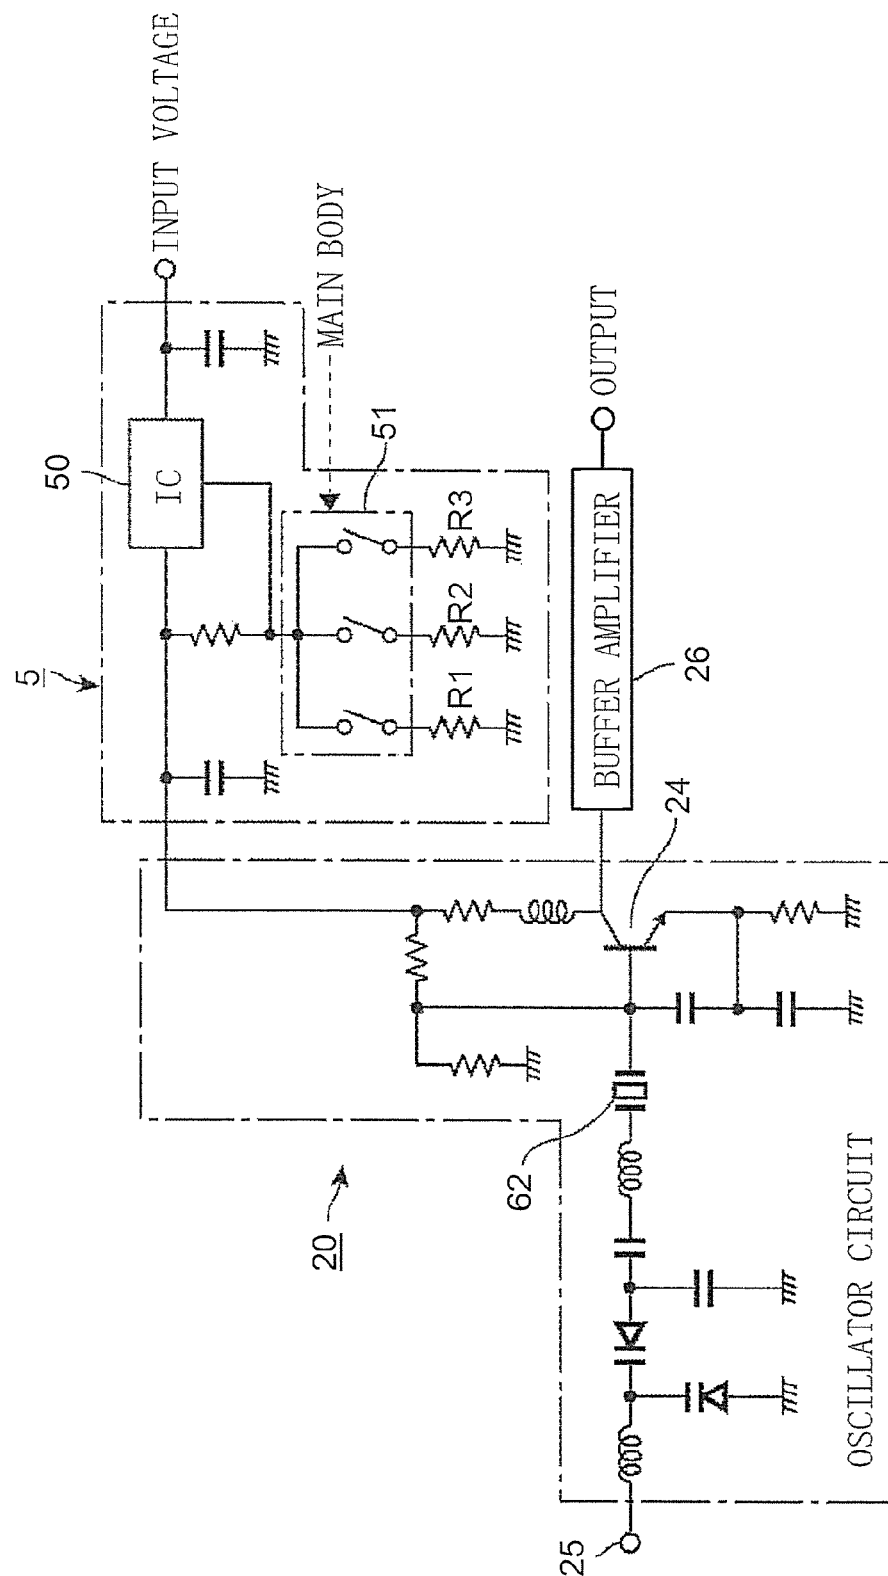 INPUT VOLTAGE
MAIN BODY
50
IC
51
5
R1
R2
R3
OUTPUT
BUFFER AMPLIFIER
26
24
62
20
25
OSCILLATOR CIRCUIT